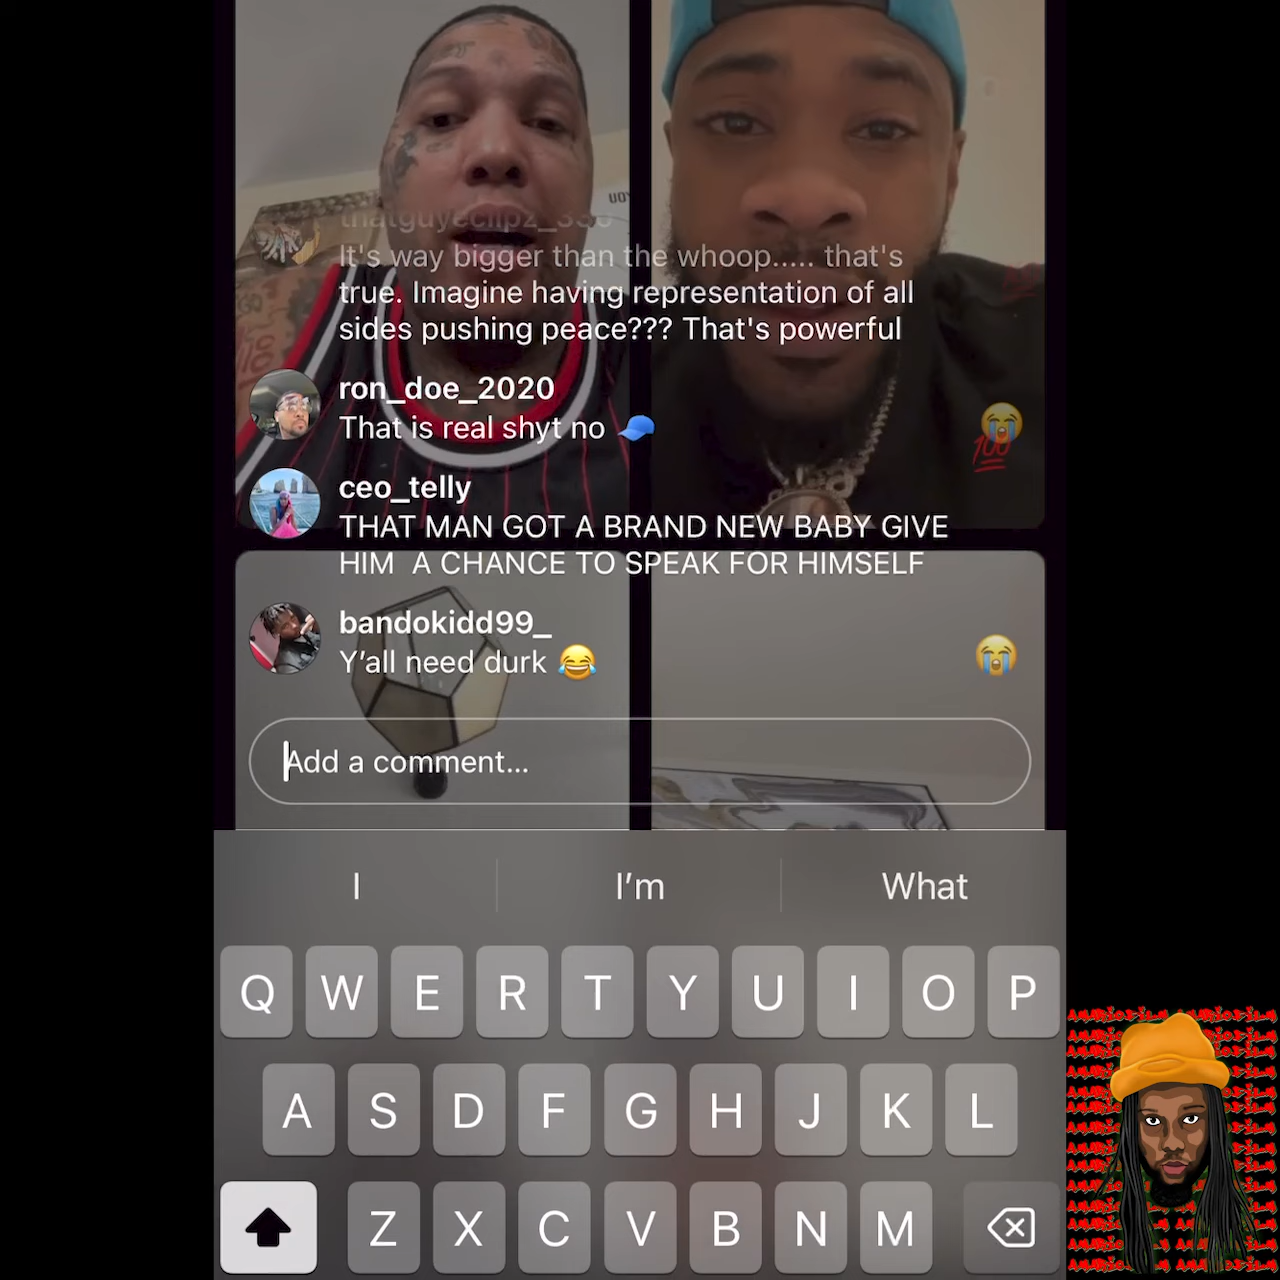 YOU
thatguyeclipz_330
It's way bigger than the whoop..... that's
true. Imagine having representation of all
sides pushing peace??? That's powerful
ron_doe_2020
That is real shyt no 🧢
💯
ceo_telly
THAT MAN GOT A BRAND NEW BABY GIVE
HIM  A CHANCE TO SPEAK FOR HIMSELF
bandokidd99_
Y’all need durk 😂
Add a comment...
I I’m What
Q W E R T Y U I O P
A S D F G H J K L
Z X C V B N M